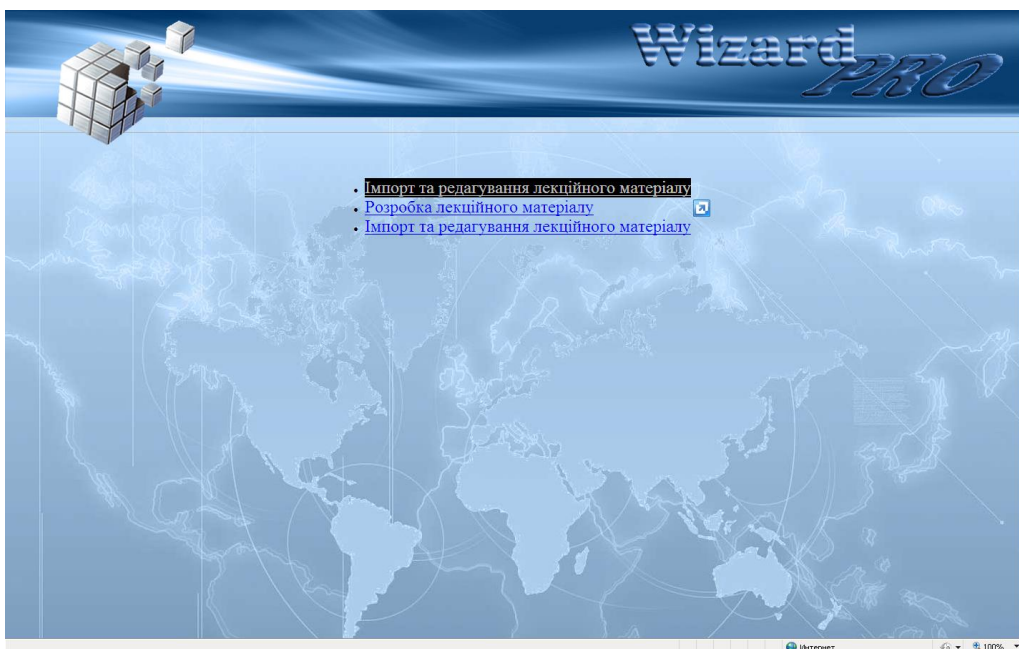 Wizard
PRO
Імпорт та редагування лекційного матеріалу
Розробка лекційного матеріалу
Імпорт та редагування лекційного матеріалу
Интернет
100%